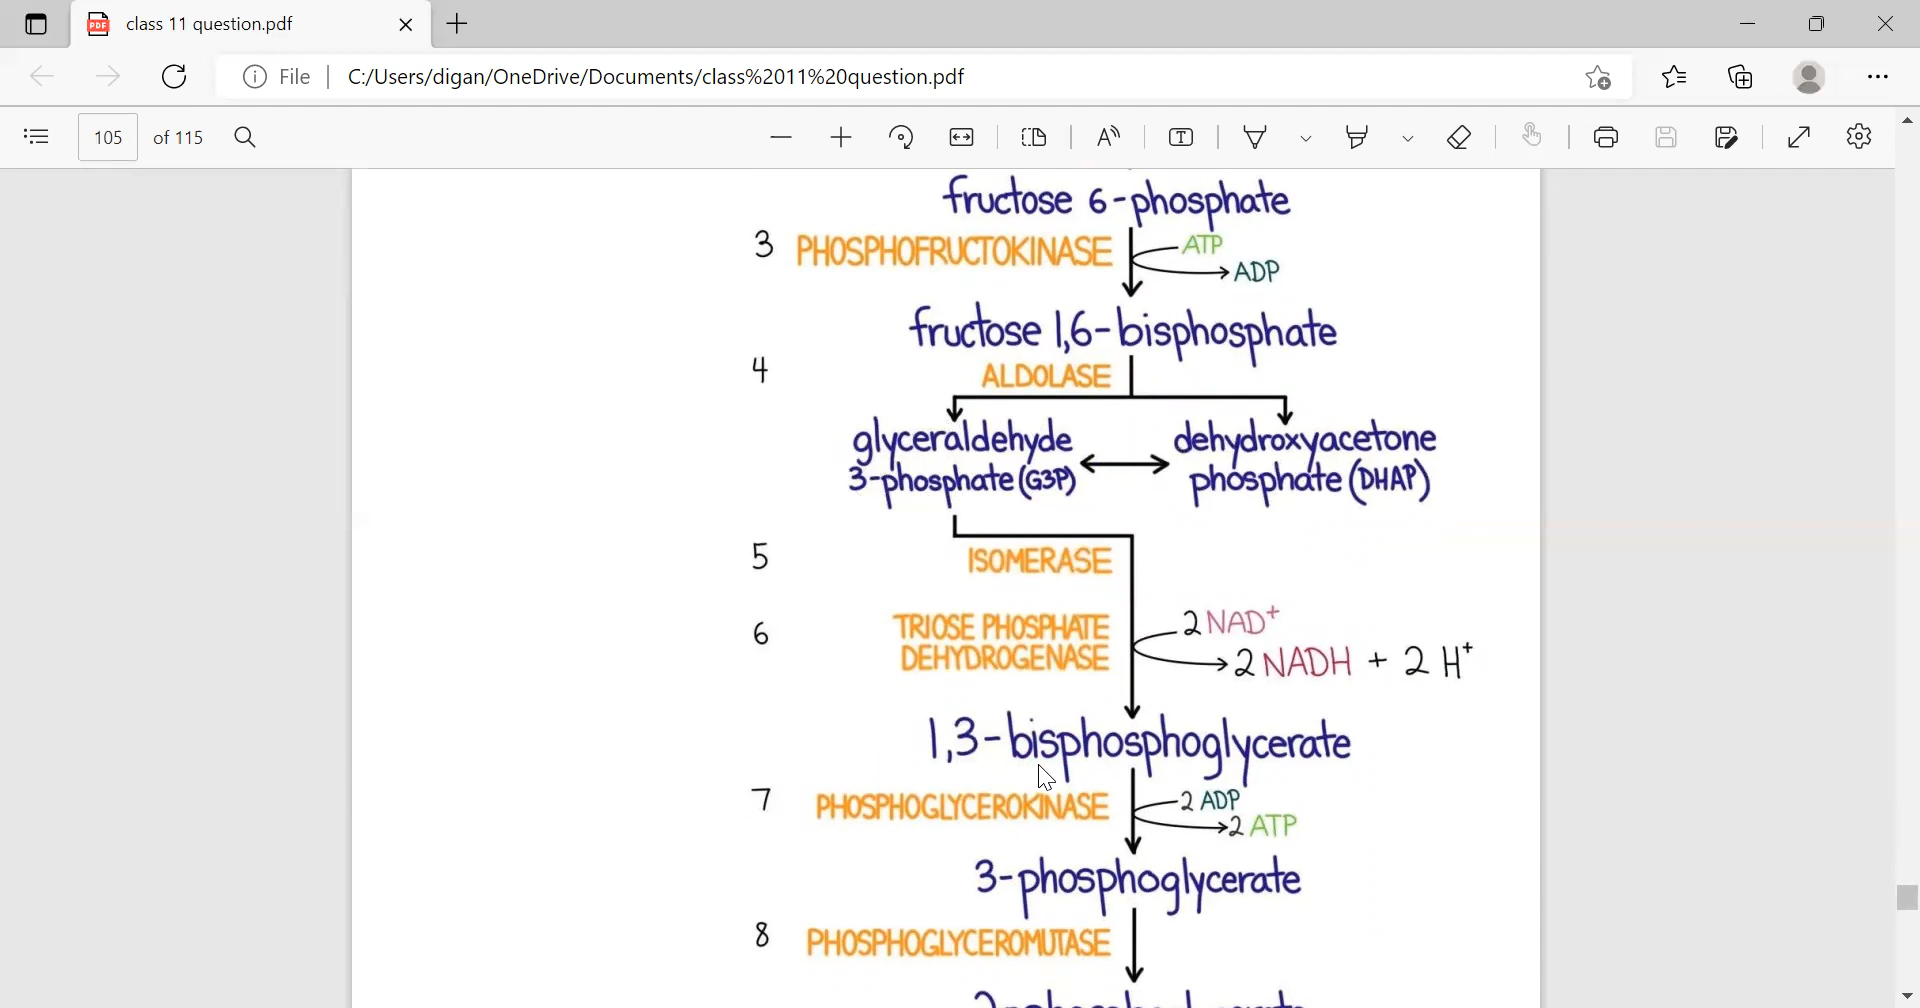 class 11 question.pdf
File
C:/Users/digan/OneDrive/Documents/class%2011%20question.pdf
105 of 115
fructose 6-phosphate
3 PHOSPHOFRUCTOKINASE ATP
ADP
fructose 1,6-bisphosphate
4 ALDOLASE
glyceraldehyde dehydroxyacetone
3-phosphate (G3P) phosphate (DHAP)
5 ISOMERASE
6 TRIOSE PHOSPHATE 2 NAD+
DEHYDROGENASE 2 NADH + 2 H+
1,3-bisphosphoglycerate
7 PHOSPHOGLYCEROKINASE 2 ADP
2 ATP
3-phosphoglycerate
8 PHOSPHOGLYCEROMUTASE